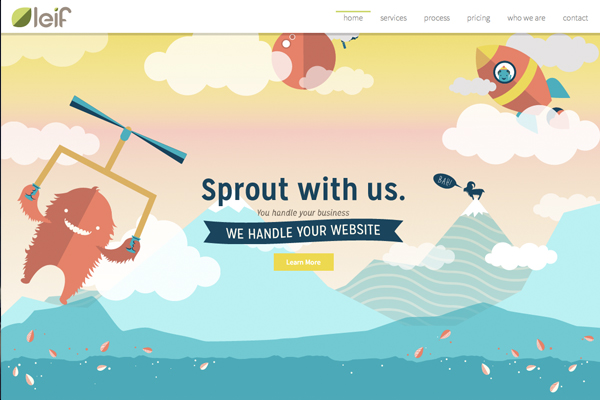 leif
home services process pricing who we are contact
Sprout with us.
You handle your business
WE HANDLE YOUR WEBSITE
Learn More
BAH!